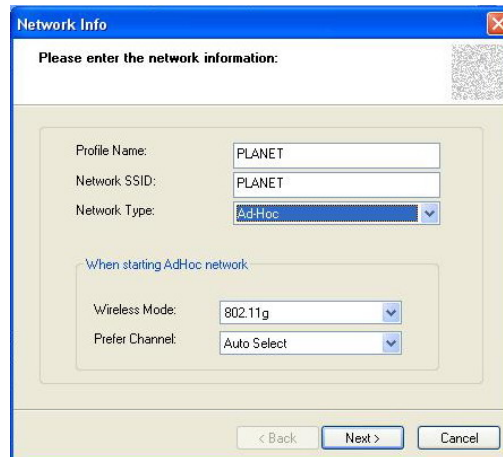 Network Info
Please enter the network information:
Profile Name: PLANET
Network SSID: PLANET
Network Type: Ad-Hoc
When starting AdHoc network
Wireless Mode: 802.11g
Prefer Channel: Auto Select
< Back Next > Cancel